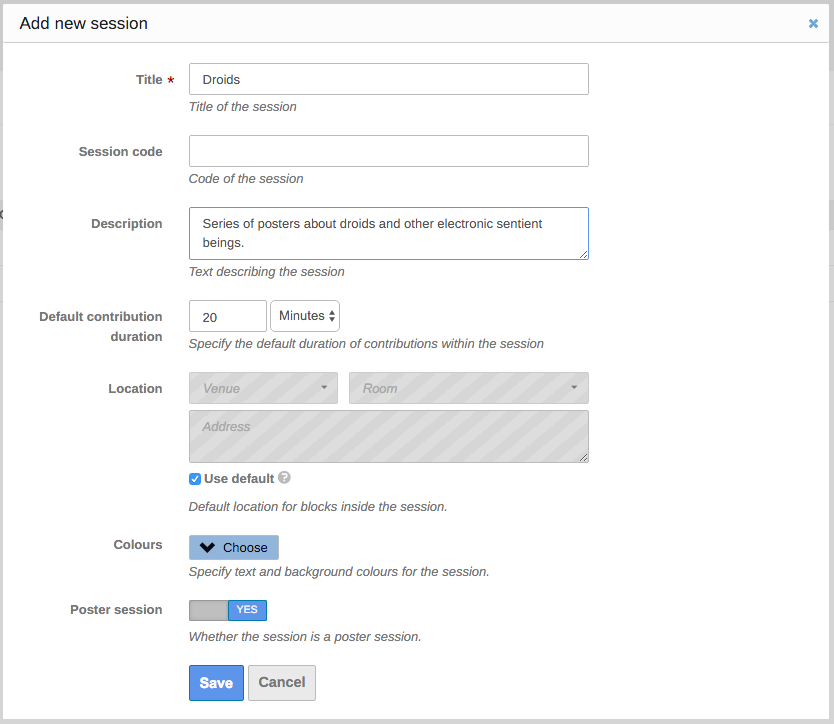 Add new session
Title *
Droids
Title of the session
Session code
Code of the session
Description
Series of posters about droids and other electronic sentient
beings.
Text describing the session
Default contribution
duration
20
Minutes
Specify the default duration of contributions within the session
Location
Venue
Room
Address
Use default ?
Default location for blocks inside the session.
Colours
Choose
Specify text and background colours for the session.
Poster session
YES
Whether the session is a poster session.
Save
Cancel